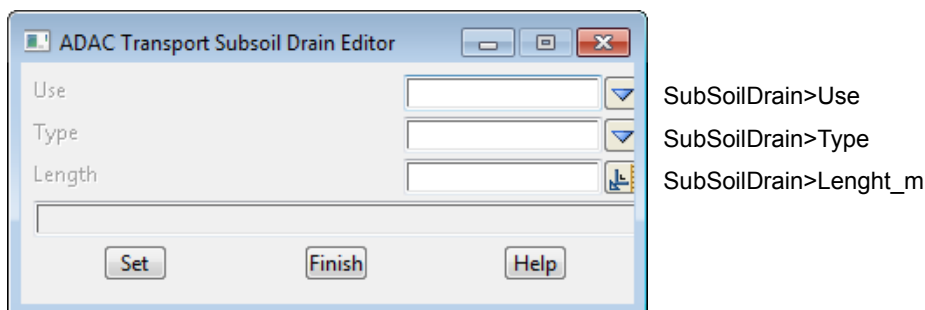 ADAC Transport Subsoil Drain Editor
Use SubSoilDrain>Use
Type SubSoilDrain>Type
Length SubSoilDrain>Lenght_m
Set Finish Help